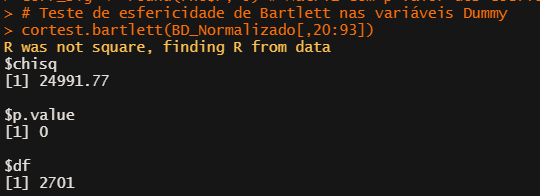 > # Teste de esfericidade de Bartlett nas variáveis Dummy
> cortest.bartlett(BD_Normalizado[,20:93])
R was not square, finding R from data
$chisq
[1] 24991.77
$p.value
[1] 0
$df
[1] 2701